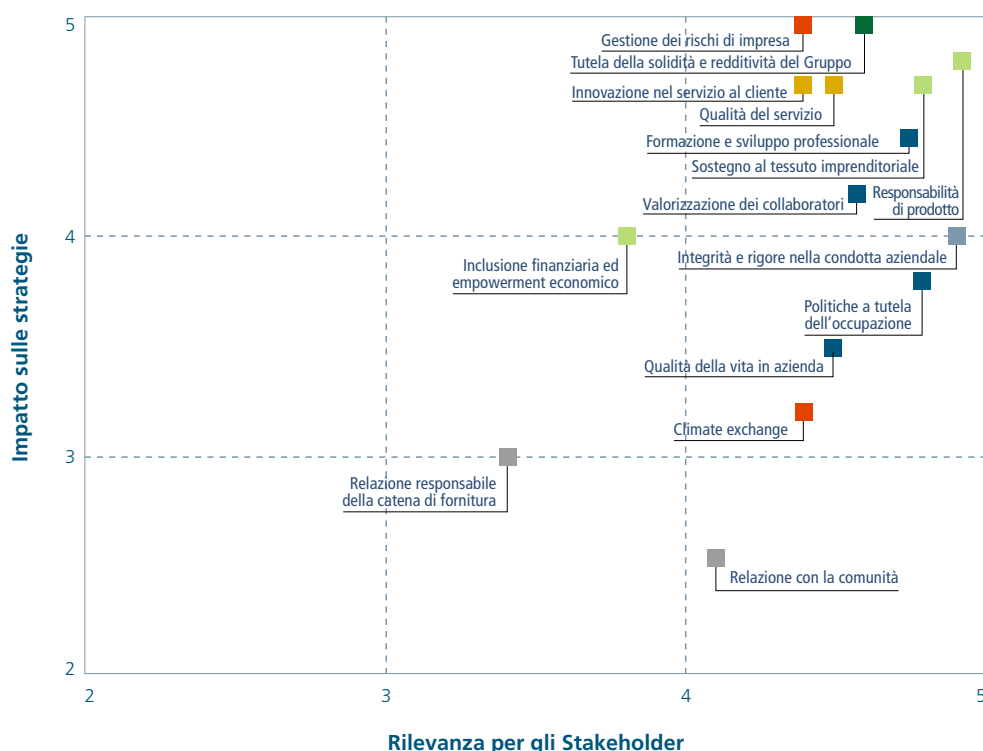 5
Gestione dei rischi di impresa
Tutela della solidità e redditività del Gruppo
Innovazione nel servizio al cliente
Qualità del servizio
Formazione e sviluppo professionale
Sostegno al tessuto imprenditoriale
Valorizzazione dei collaboratori
Responsabilità
di prodotto
4
Integrità e rigore nella condotta aziendale
Inclusione finanziaria ed
empowerment economico
Politiche a tutela
dell'occupazione
Qualità della vita in azienda
Climate exchange
3
Relazione responsabile
della catena di fornitura
Relazione con la comunità
2
2
3
4
5
Impatto sulle strategie
Rilevanza per gli Stakeholder